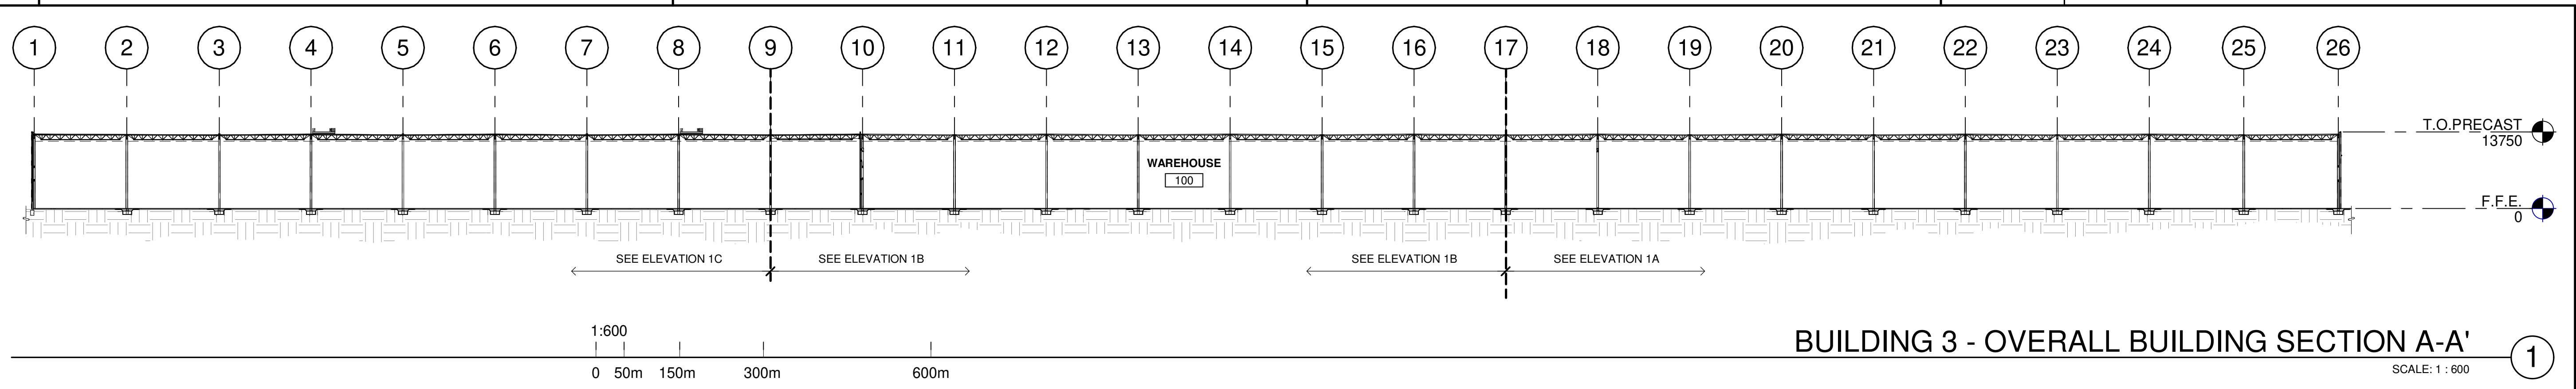 1 2 3 4 5 6 7 8 9 10 11 12 13 14 15 16 17 18 19 20 21 22 23 24 25 26
T.O.PRECAST
13750
WAREHOUSE
100
F.F.E.
0
SEE ELEVATION 1C SEE ELEVATION 1B SEE ELEVATION 1B SEE ELEVATION 1A
1:600
0 50m 150m 300m 600m
BUILDING 3 - OVERALL BUILDING SECTION A-A'
1
SCALE: 1 : 600